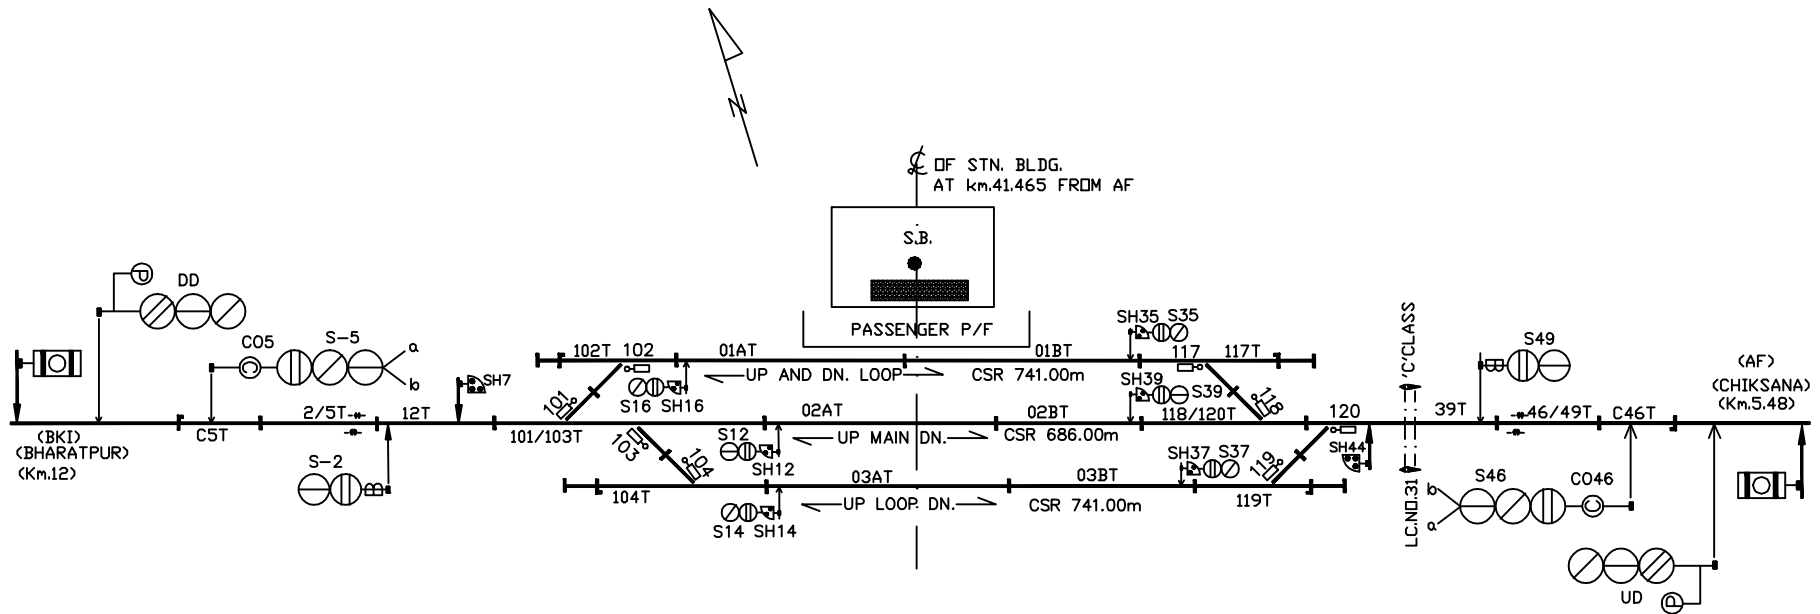 N
℄ OF STN. BLDG.
AT km.41.465 FROM AF
S.B.
PASSENGER P/F
P
DD
CO5
S-5
C
a
b
SH7
102T
102
01AT
01BT
SH35
S35
117
117T
UP AND DN. LOOP
CSR 741.00m
101
S16
SH16
SH39
S39
118
'C'CLASS
S49
B
(AF)
(CHIKSANA)
(Km.5.48)
2/5T
12T
02AT
02BT
118/120T
120
39T
46/49T
C46T
(BKI)
(BHARATPUR)
(Km.12)
C5T
101/103T
103
104
S12
SH12
UP MAIN DN.
CSR 686.00m
SH37
S37
119
SH44
S-2
B
104T
03AT
03BT
119T
S14
SH14
UP LOOP DN.
CSR 741.00m
LC.NO.31
b
a
S46
CO46
C
UD
P